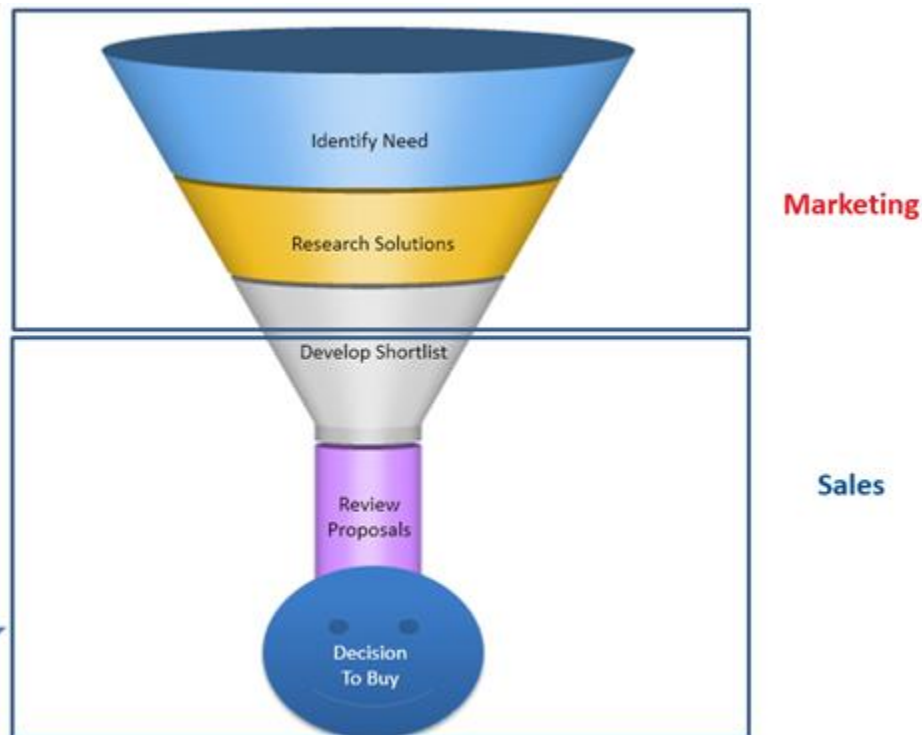 Identify Need
Marketing
Research Solutions
Develop Shortlist
Sales
Review
Proposals
Decision
To Buy